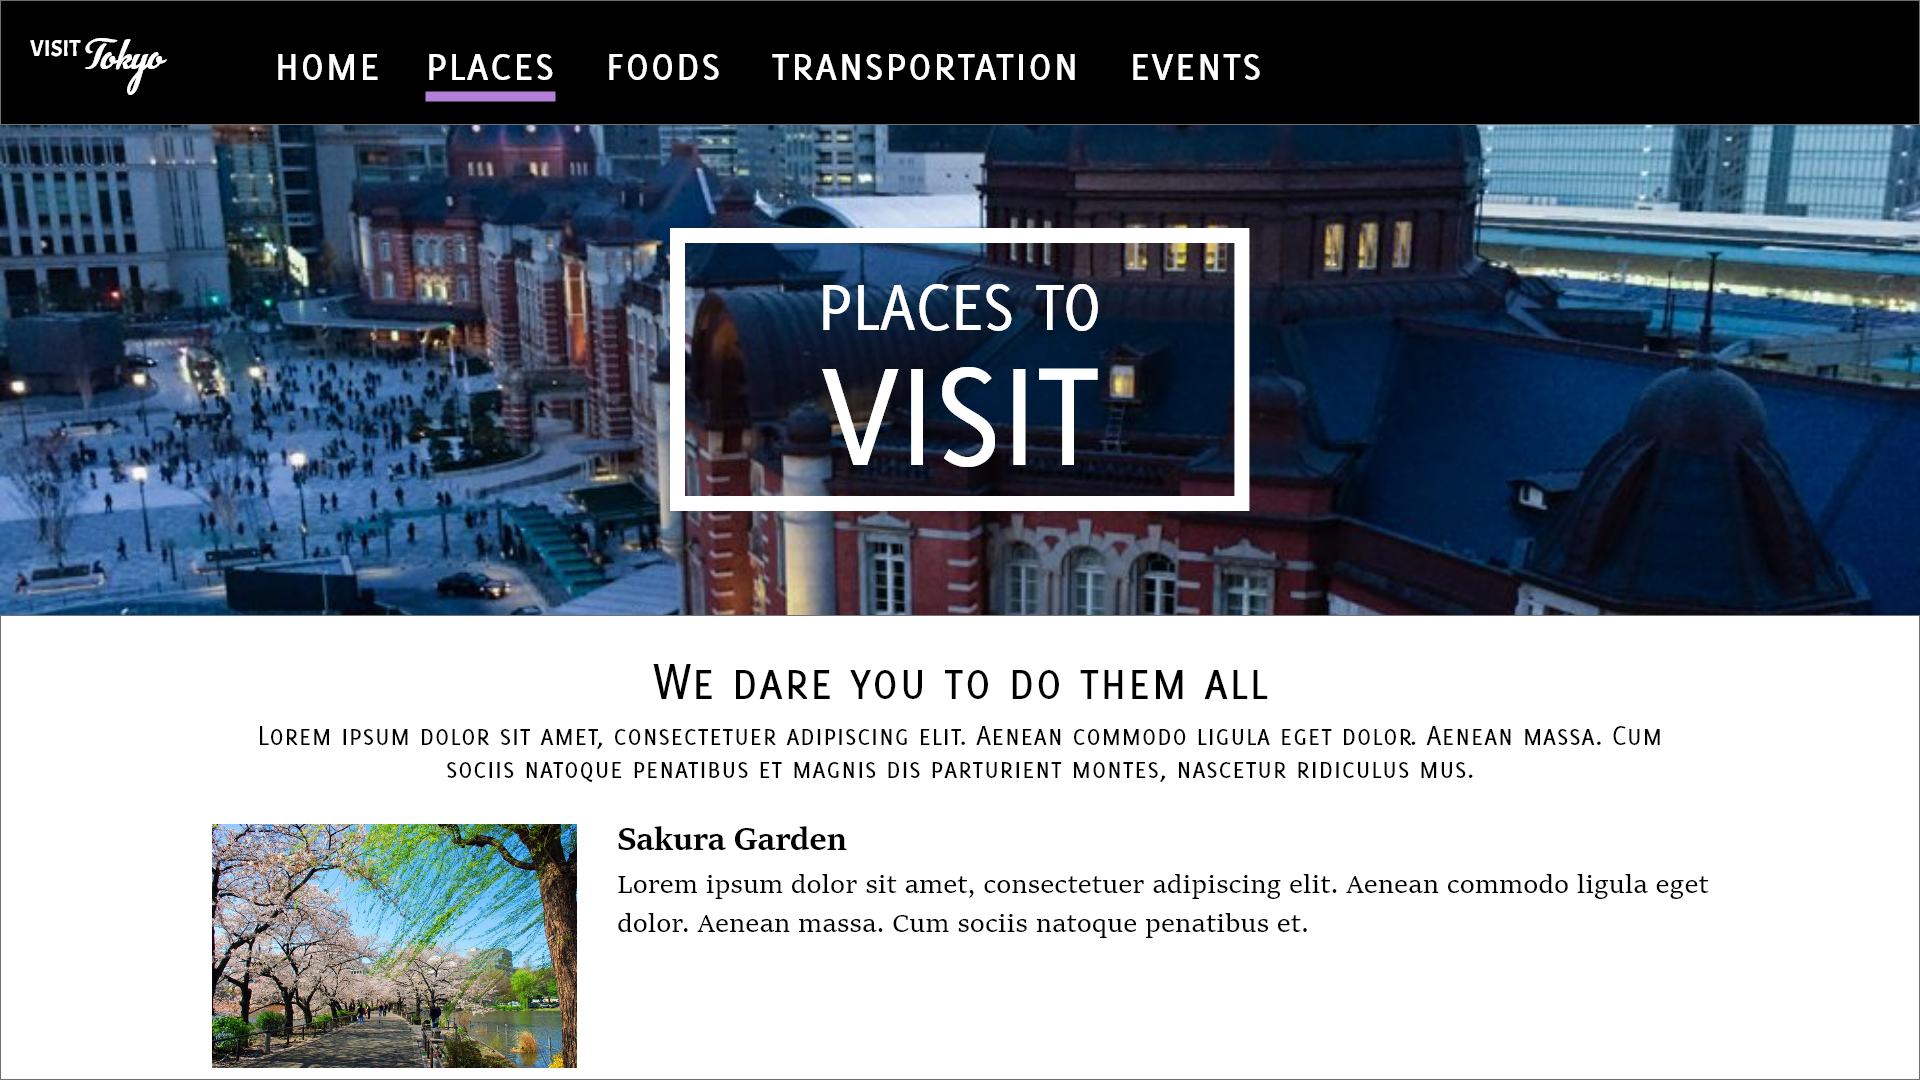 VISIT Tokyo
HOME PLACES FOODS TRANSPORTATION EVENTS
PLACES TO
VISIT
We dare you to do them all
Lorem ipsum dolor sit amet, consectetuer adipiscing elit. Aenean commodo ligula eget dolor. Aenean massa. Cum
sociis natoque penatibus et magnis dis parturient montes, nascetur ridiculus mus.
Sakura Garden
Lorem ipsum dolor sit amet, consectetuer adipiscing elit. Aenean commodo ligula eget
dolor. Aenean massa. Cum sociis natoque penatibus et.